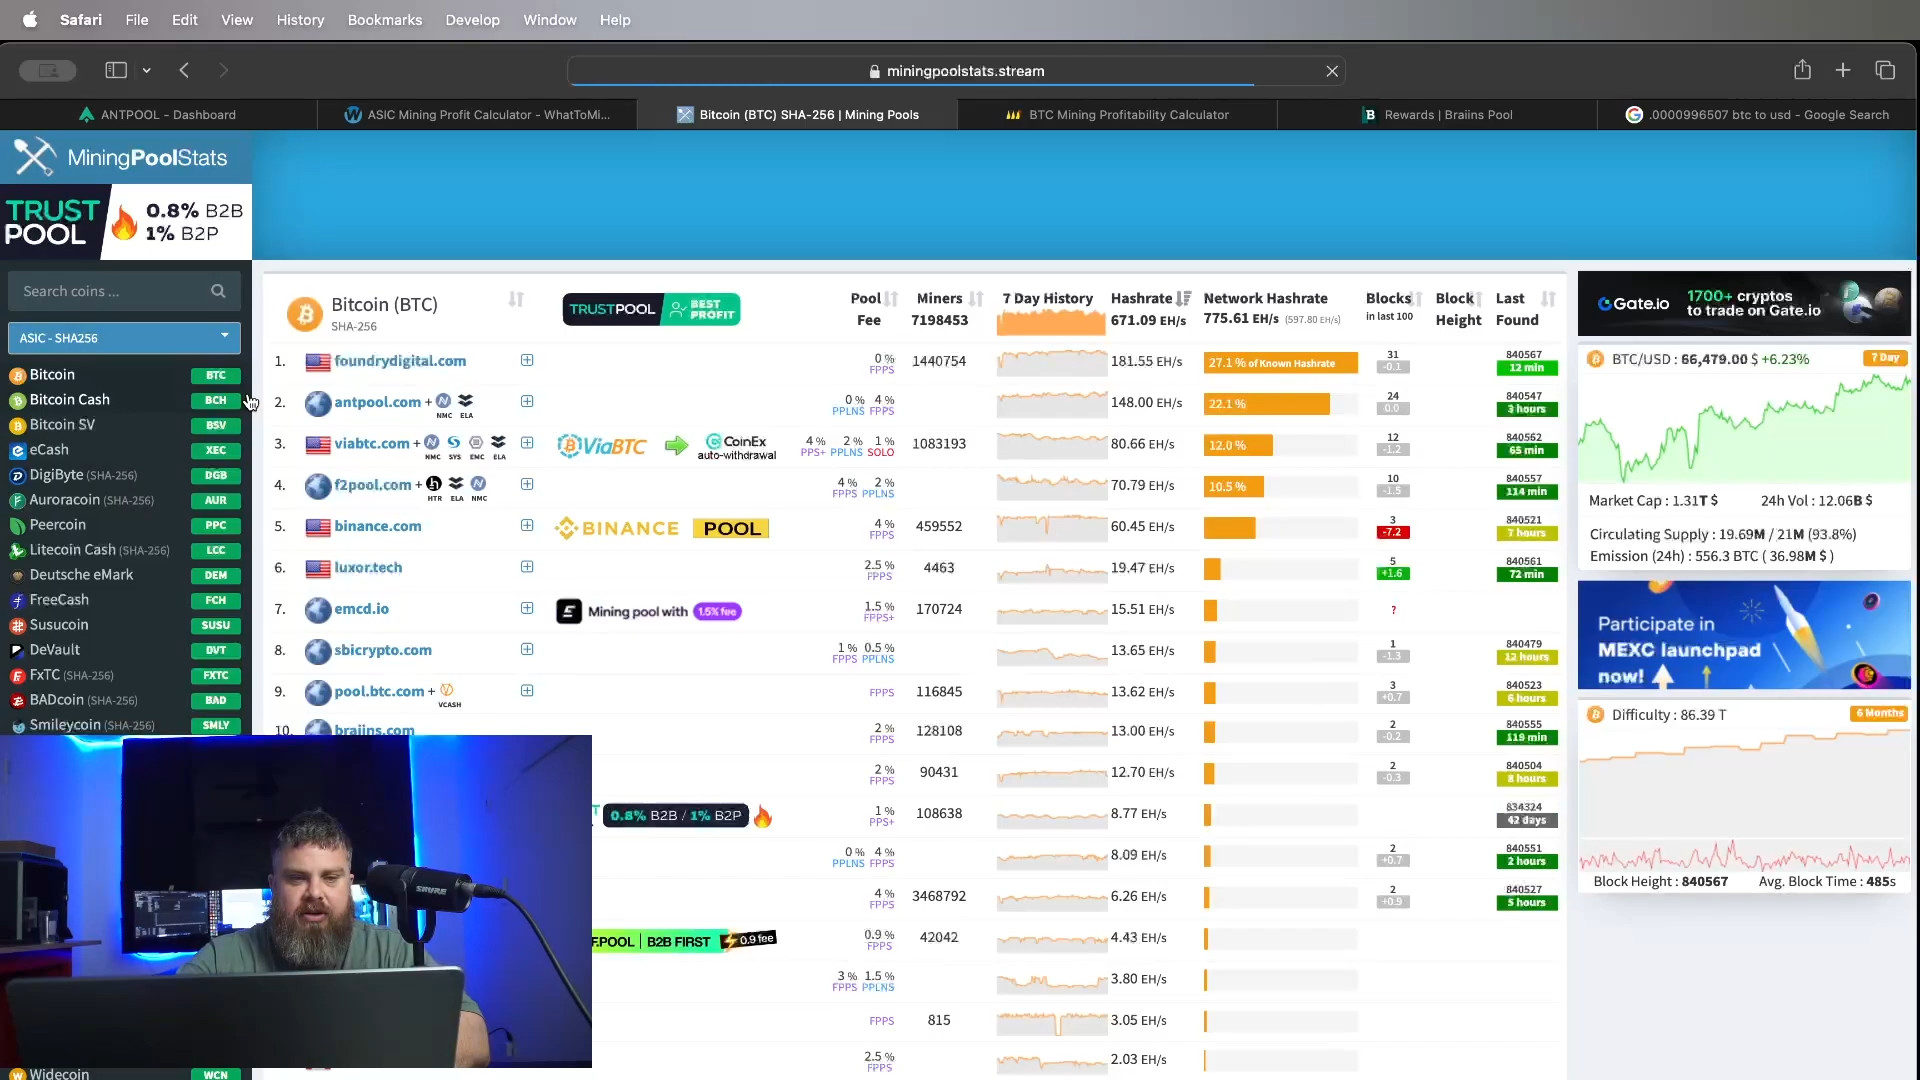 Safari File Edit View History Bookmarks Develop Window Help
miningpoolstats.stream
ANTPOOL - Dashboard
ASIC Mining Profit Calculator - WhatToMi...
Bitcoin (BTC) SHA-256 | Mining Pools
BTC Mining Profitability Calculator
Rewards | Braiins Pool
.0000996507 btc to usd - Google Search
MiningPoolStats
TRUST POOL
0.8% B2B
1% B2P
Search coins ...
ASIC - SHA256
Bitcoin BTC
Bitcoin Cash BCH
Bitcoin SV BSV
eCash XEC
DigiByte (SHA-256) DGB
Auroracoin (SHA-256) AUR
Peercoin PPC
Litecoin Cash (SHA-256) LCC
Deutsche eMark DEM
FreeCash FCH
Susucoin SUSU
DeVault DVT
FxTC (SHA-256) FXTC
BADcoin (SHA-256) BAD
Smileycoin (SHA-256) SMLY
Widecoin WCN
Bitcoin (BTC)
SHA-256
TRUSTPOOL BEST PROFIT
Pool Fee
Miners
7198453
7 Day History
Hashrate
671.09 EH/s
Network Hashrate
775.61 EH/s (597.80 EH/s)
Blocks
in last 100
Block Height
Last Found
1. foundrydigital.com 0 % FPPS 1440754 181.55 EH/s 27.1 % of Known Hashrate 31 -0.1 840567 12 min
2. antpool.com + NMC ELA 0 % PPLNS 4 % FPPS 148.00 EH/s 22.1 % 24 0.0 840547 3 hours
3. viabtc.com + NMC SYS EMC ELA ViaBTC CoinEx auto-withdrawal 4 % PPS+ 2 % PPLNS 1 % SOLO 1083193 80.66 EH/s 12.0 % 12 -1.2 840562 65 min
4. f2pool.com + HTR ELA NMC 4 % FPPS 2 % PPLNS 70.79 EH/s 10.5 % 10 -1.5 840557 114 min
5. binance.com BINANCE POOL 4 % FPPS 459552 60.45 EH/s 3 -7.2 840521 7 hours
6. luxor.tech 2.5 % FPPS 4463 19.47 EH/s 5 +1.6 840561 72 min
7. emcd.io Mining pool with 1.5% fee 1.5 % FPPS+ 170724 15.51 EH/s ?
8. sbicrypto.com 1 % FPPS 0.5 % PPLNS 13.65 EH/s 1 -1.3 840479 12 hours
9. pool.btc.com + VCASH FPPS 116845 13.62 EH/s 3 +0.7 840523 6 hours
10. braiins.com 2 % FPPS 128108 13.00 EH/s 2 -0.2 840555 119 min
2 % FPPS 90431 12.70 EH/s 2 -0.3 840504 8 hours
0.8% B2B / 1% B2P 1 % PPS+ 108638 8.77 EH/s 834324 42 days
0 % PPLNS 4 % FPPS 8.09 EH/s 2 +0.7 840551 2 hours
4 % FPPS 3468792 6.26 EH/s 2 +0.9 840527 5 hours
F.POOL | B2B FIRST 0.9 fee 0.9 % FPPS 42042 4.43 EH/s
3 % FPPS 1.5 % PPLNS 3.80 EH/s
FPPS 815 3.05 EH/s
2.5 % FPPS 2.03 EH/s
Gate.io 1700+ cryptos
to trade on Gate.io
BTC/USD : 66,479.00 $ +6.23% 7 Day
Market Cap : 1.31T $ 24h Vol : 12.06B $
Circulating Supply : 19.69M / 21M (93.8%)
Emission (24h) : 556.3 BTC ( 36.98M $ )
Participate in
MEXC launchpad
now!
Difficulty : 86.39 T 6 Months
Block Height : 840567 Avg. Block Time : 485s
SHURE